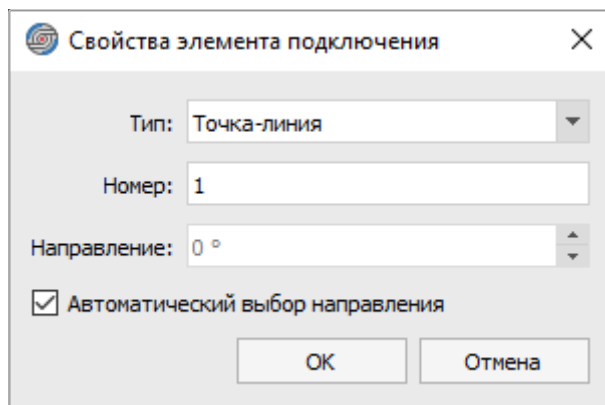 Свойства элемента подключения
Тип: Точка-линия
Номер: 1
Направление: 0 °
Автоматический выбор направления
OK Отмена